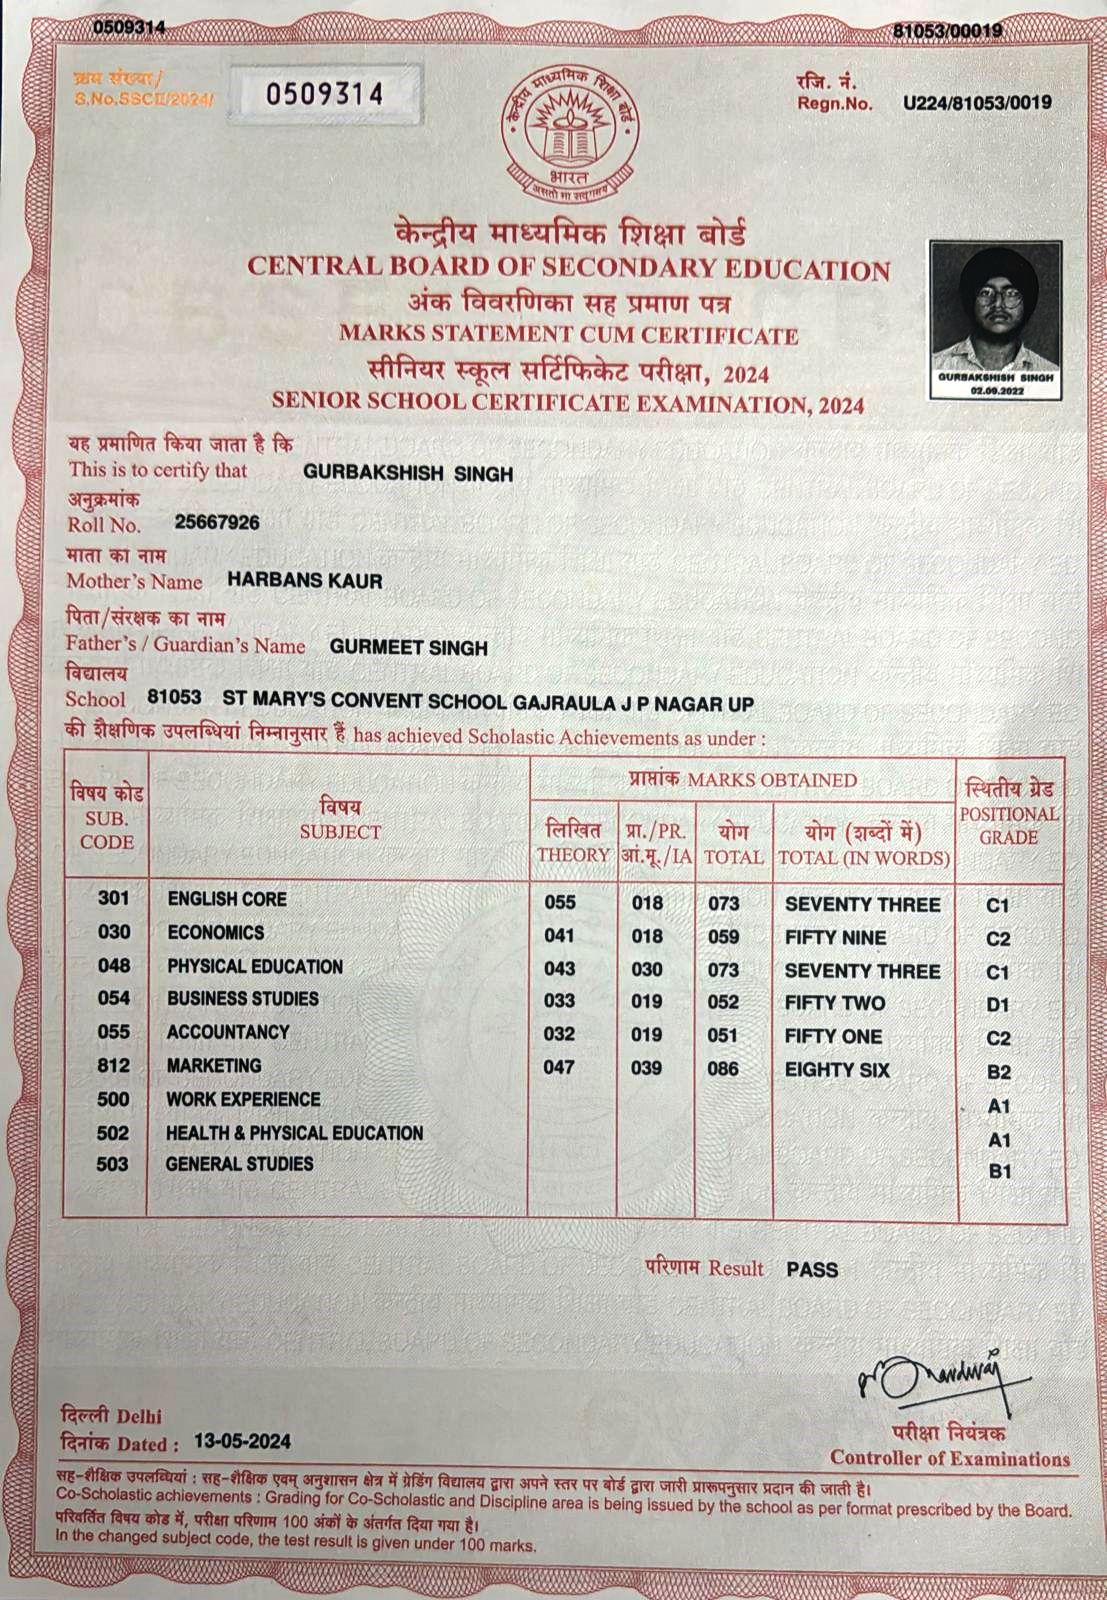 0509314 81053/00019
क्रम संख्या/
S.No.SSCE/2024/ 0509314
रजि. नं.
Regn.No. U224/81053/0019
केन्द्रीय माध्यमिक शिक्षा बोर्ड
भारत
असतो मा सद्गमय
केन्द्रीय माध्यमिक शिक्षा बोर्ड
CENTRAL BOARD OF SECONDARY EDUCATION
अंक विवरणिका सह प्रमाण पत्र
MARKS STATEMENT CUM CERTIFICATE
सीनियर स्कूल सर्टिफिकेट परीक्षा, 2024
SENIOR SCHOOL CERTIFICATE EXAMINATION, 2024
GURBAKSHISH SINGH
02.09.2022
यह प्रमाणित किया जाता है कि
This is to certify that GURBAKSHISH SINGH
अनुक्रमांक
Roll No. 25667926
माता का नाम
Mother's Name HARBANS KAUR
पिता/संरक्षक का नाम
Father's / Guardian's Name GURMEET SINGH
विद्यालय
School 81053 ST MARY'S CONVENT SCHOOL GAJRAULA J P NAGAR UP
की शैक्षणिक उपलब्धियां निम्नानुसार हैं has achieved Scholastic Achievements as under :
विषय कोड
SUB.
CODE
विषय
SUBJECT
प्राप्तांक MARKS OBTAINED
लिखित
THEORY
प्रा./PR.
आं.मू./IA
योग
TOTAL
योग (शब्दों में)
TOTAL (IN WORDS)
स्थितीय ग्रेड
POSITIONAL
GRADE
301 ENGLISH CORE 055 018 073 SEVENTY THREE C1
030 ECONOMICS 041 018 059 FIFTY NINE C2
048 PHYSICAL EDUCATION 043 030 073 SEVENTY THREE C1
054 BUSINESS STUDIES 033 019 052 FIFTY TWO D1
055 ACCOUNTANCY 032 019 051 FIFTY ONE C2
812 MARKETING 047 039 086 EIGHTY SIX B2
500 WORK EXPERIENCE A1
502 HEALTH & PHYSICAL EDUCATION A1
503 GENERAL STUDIES B1
परिणाम Result PASS
दिल्ली Delhi
दिनांक Dated : 13-05-2024
परीक्षा नियंत्रक
Controller of Examinations
सह-शैक्षिक उपलब्धियां : सह-शैक्षिक एवम् अनुशासन क्षेत्र में ग्रेडिंग विद्यालय द्वारा अपने स्तर पर बोर्ड द्वारा जारी प्रारूपनुसार प्रदान की जाती है।
Co-Scholastic achievements : Grading for Co-Scholastic and Discipline area is being issued by the school as per format prescribed by the Board.
परिवर्तित विषय कोड में, परीक्षा परिणाम 100 अंकों के अंतर्गत दिया गया है।
In the changed subject code, the test result is given under 100 marks.